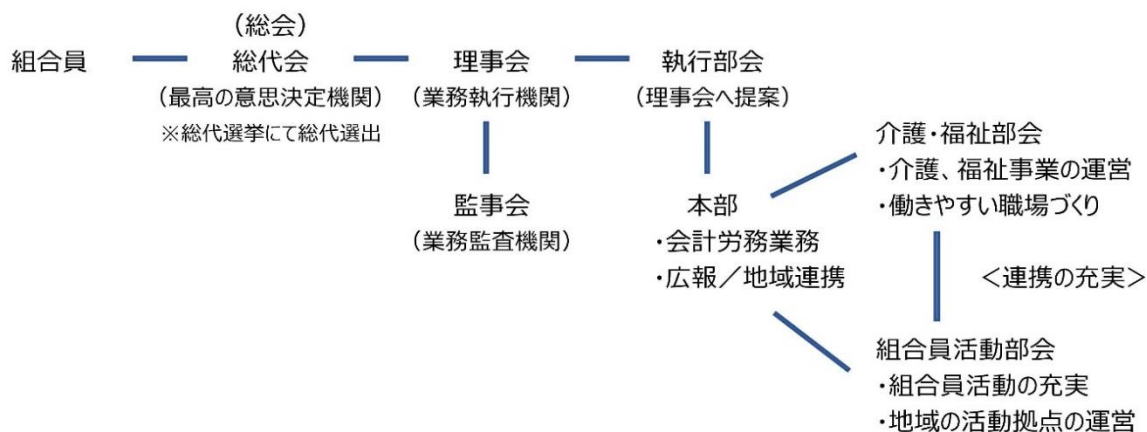 (総会)
組合員
総代会
(最高の意思決定機関)
※総代選挙にて総代選出
理事会
(業務執行機関)
執行部会
(理事会へ提案)
監事会
(業務監査機関)
本部
・会計労務業務
・広報／地域連携
介護・福祉部会
・介護、福祉事業の運営
・働きやすい職場づくり
＜連携の充実＞
組合員活動部会
・組合員活動の充実
・地域の活動拠点の運営